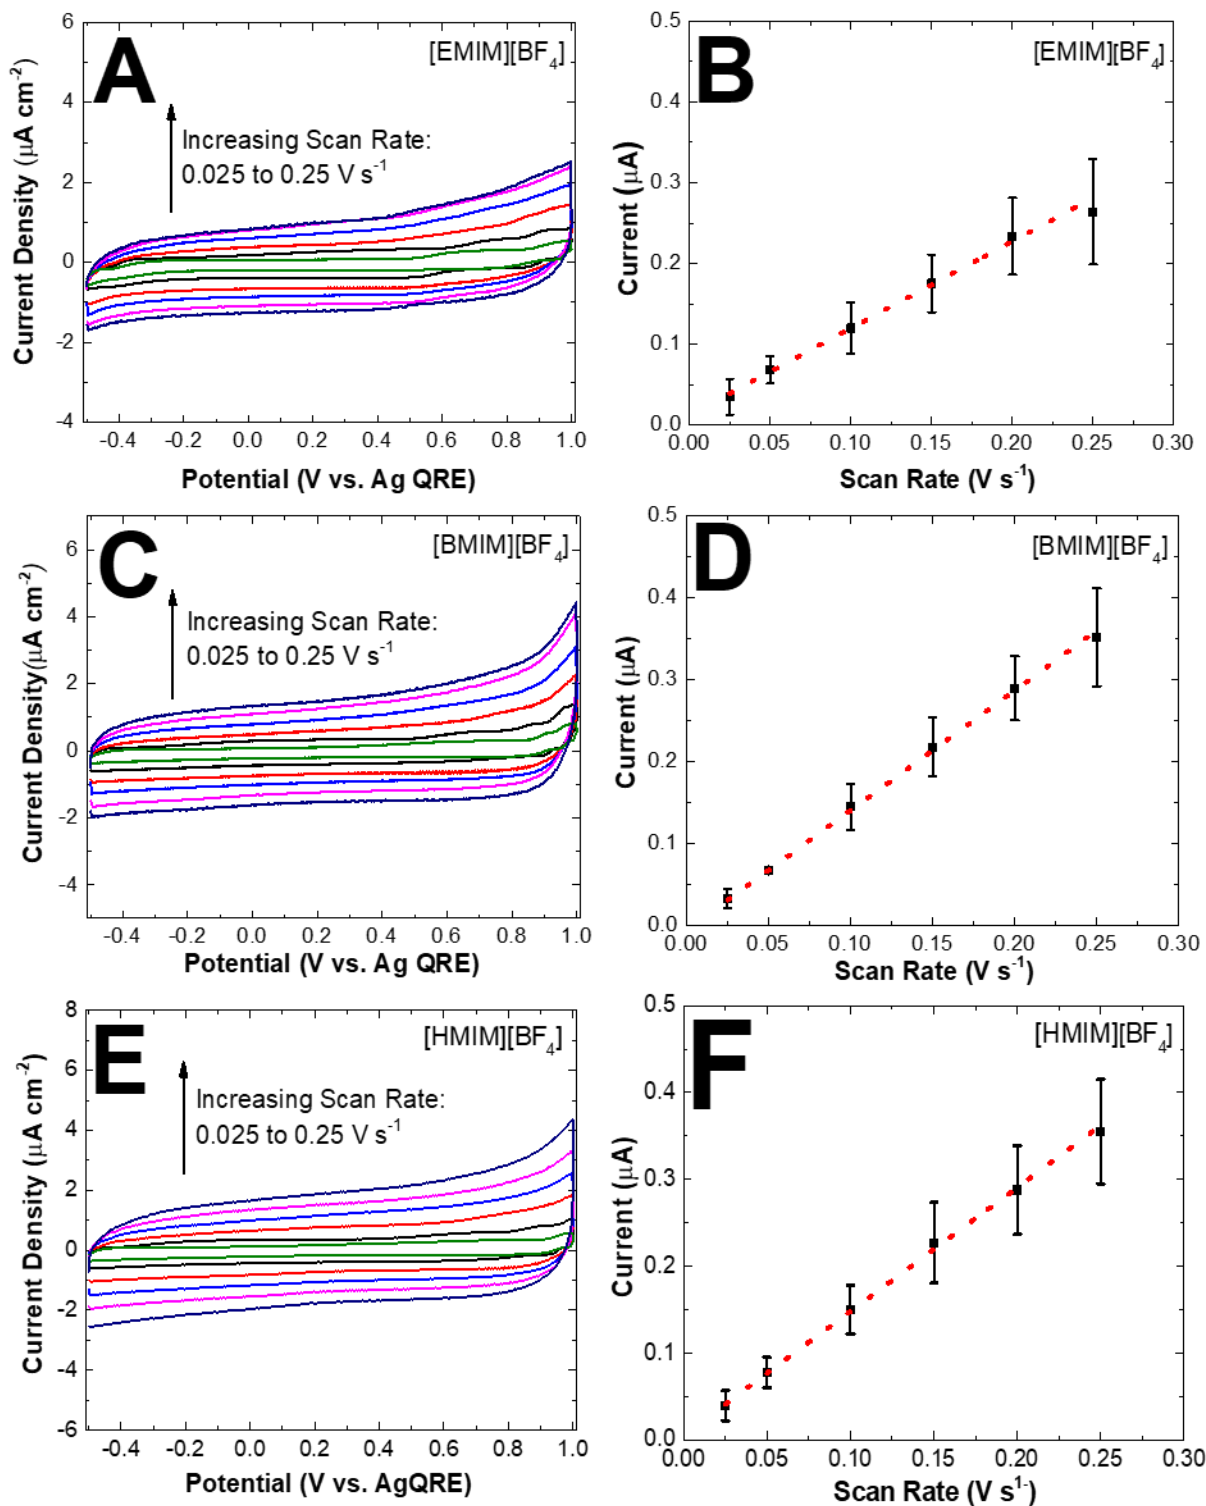 A
[EMIM][BF4]
Increasing Scan Rate:
0.025 to 0.25 V s-1
Current Density (μA cm-2)
6
4
2
0
-2
-4
-0.4 -0.2 0.0 0.2 0.4 0.6 0.8 1.0
Potential (V vs. Ag QRE)
B
[EMIM][BF4]
Current (μA)
0.5
0.4
0.3
0.2
0.1
0.0
0.00 0.05 0.10 0.15 0.20 0.25 0.30
Scan Rate (V s-1)
C
[BMIM][BF4]
Increasing Scan Rate:
0.025 to 0.25 V s-1
Current Density(μA cm-2)
6
4
2
0
-2
-4
-0.4 -0.2 0.0 0.2 0.4 0.6 0.8 1.0
Potential (V vs. Ag QRE)
D
[BMIM][BF4]
Current (μA)
0.5
0.4
0.3
0.2
0.1
0.0
0.00 0.05 0.10 0.15 0.20 0.25 0.30
Scan Rate (V s-1)
E
[HMIM][BF4]
Increasing Scan Rate:
0.025 to 0.25 V s-1
Current Density (μA cm-2)
8
6
4
2
0
-2
-4
-6
-0.4 -0.2 0.0 0.2 0.4 0.6 0.8 1.0
Potential (V vs. AgQRE)
F
[HMIM][BF4]
Current (μA)
0.5
0.4
0.3
0.2
0.1
0.0
0.00 0.05 0.10 0.15 0.20 0.25 0.30
Scan Rate (V s1-)